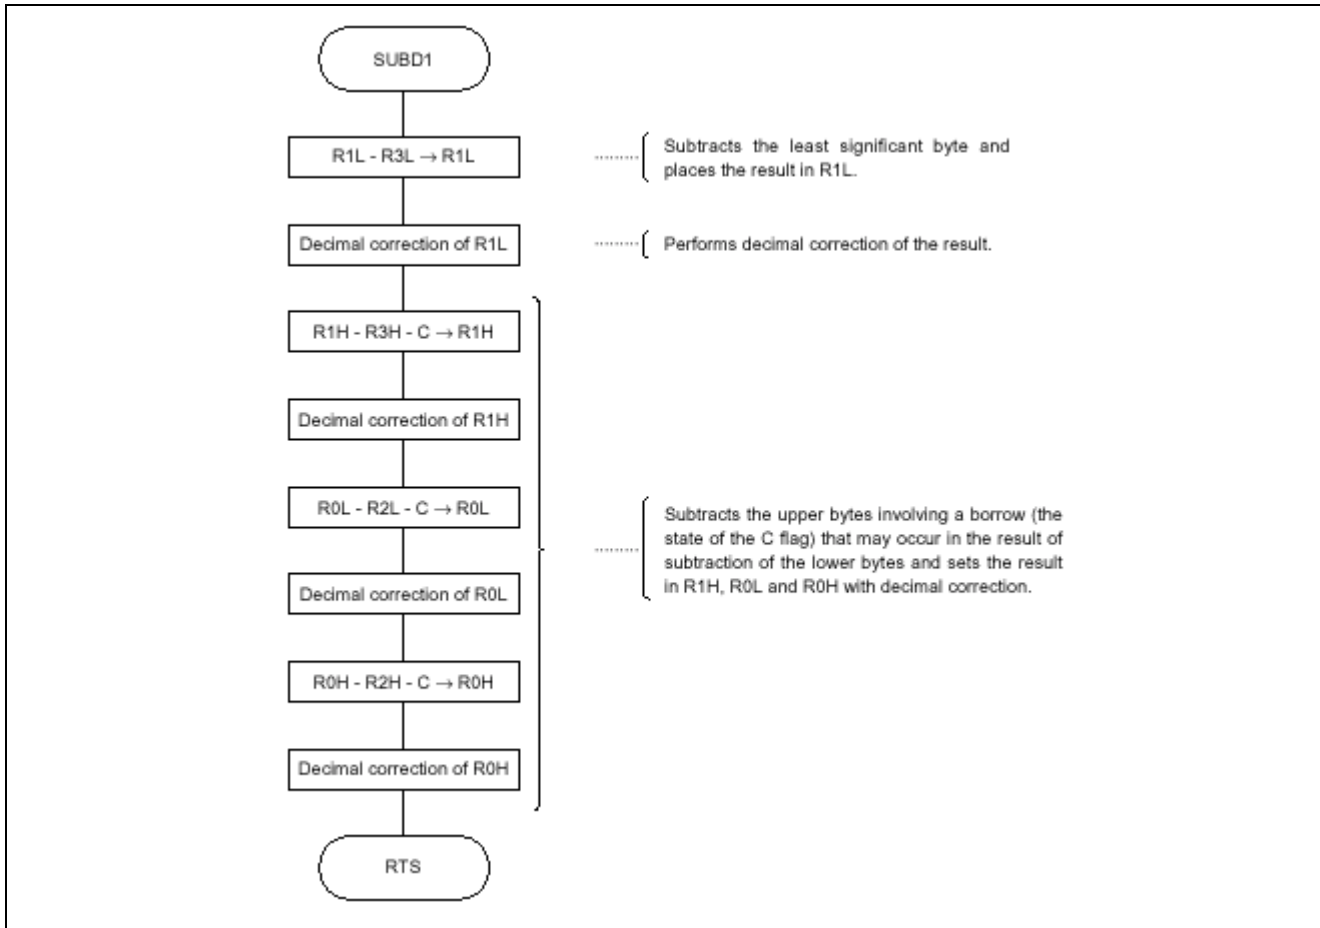 SUBD1
R1L - R3L → R1L
Subtracts the least significant byte and
places the result in R1L.
Decimal correction of R1L
Performs decimal correction of the result.
R1H - R3H - C → R1H
Decimal correction of R1H
R0L - R2L - C → R0L
Subtracts the upper bytes involving a borrow (the
state of the C flag) that may occur in the result of
subtraction of the lower bytes and sets the result
in R1H, R0L and R0H with decimal correction.
Decimal correction of R0L
R0H - R2H - C → R0H
Decimal correction of R0H
RTS